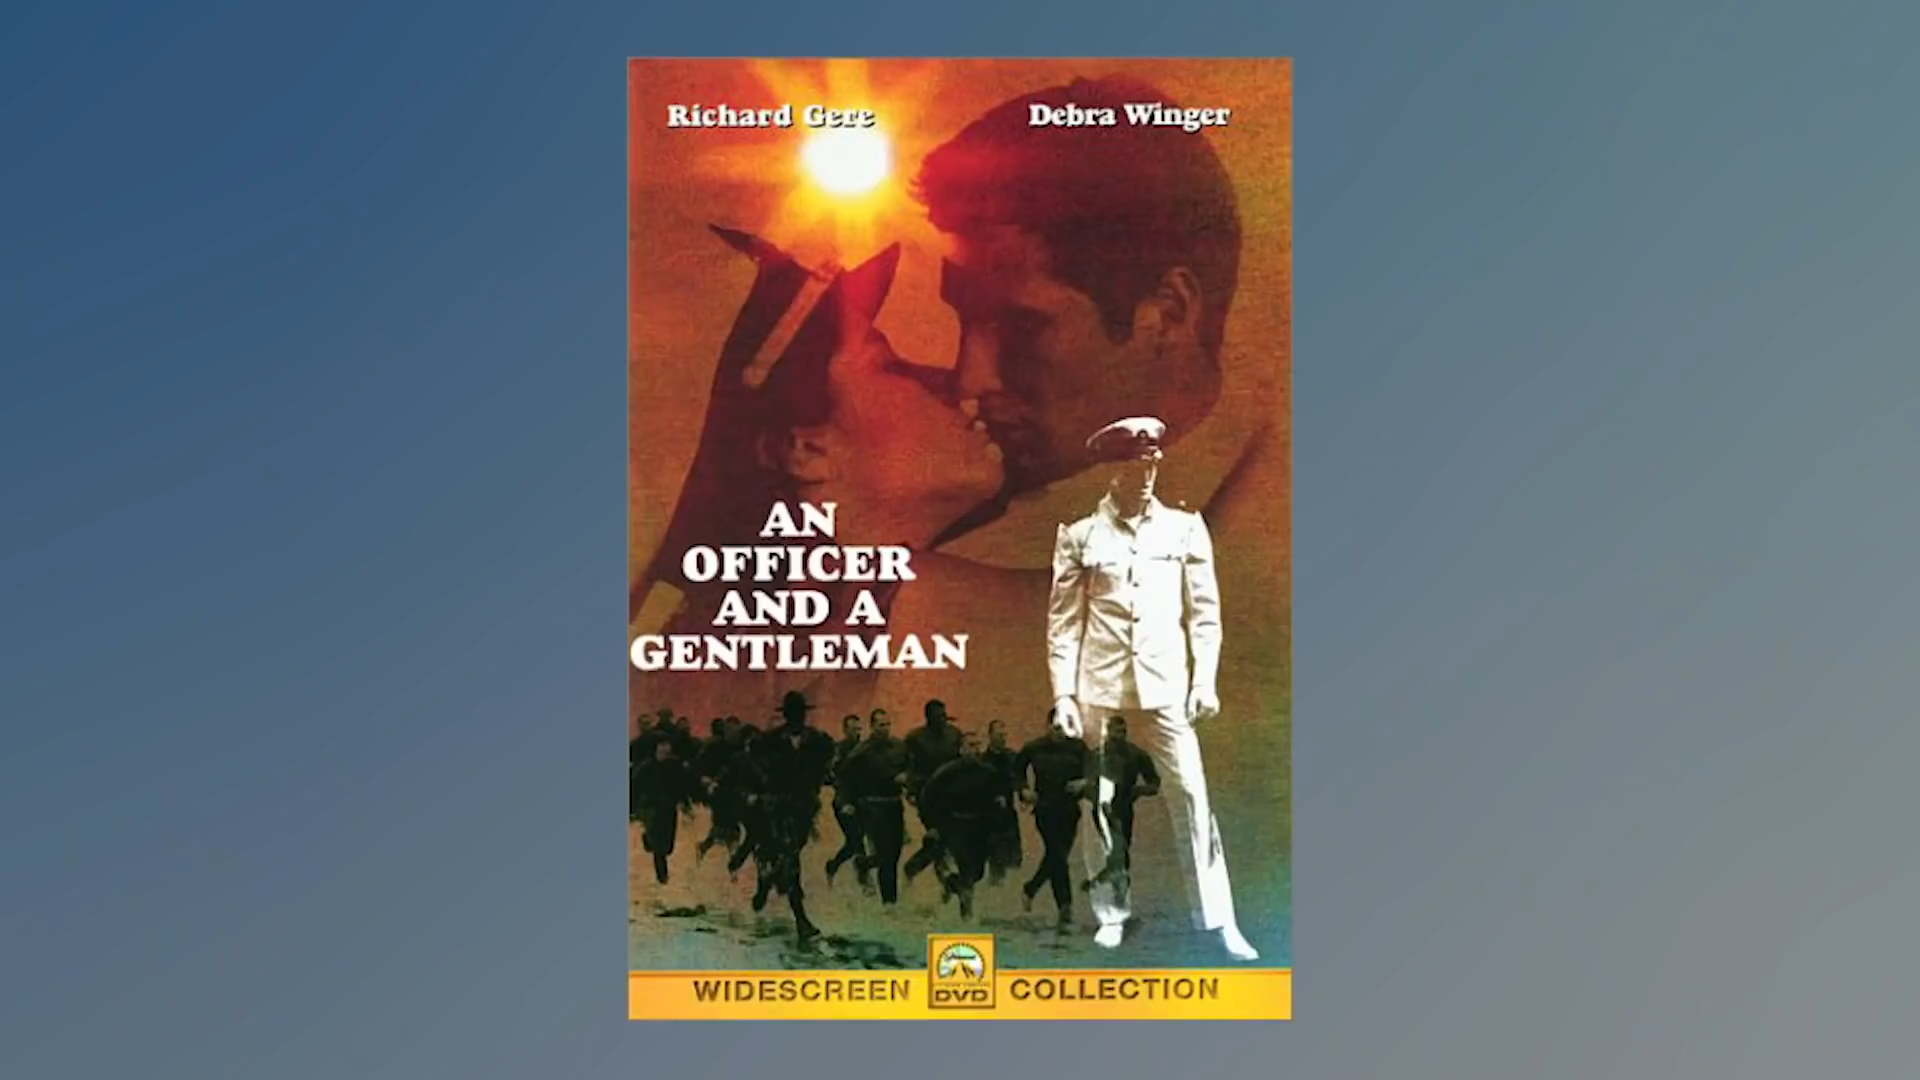 Richard Gere
Debra Winger
AN
OFFICER
AND A
GENTLEMAN
WIDESCREEN
DVD
COLLECTION